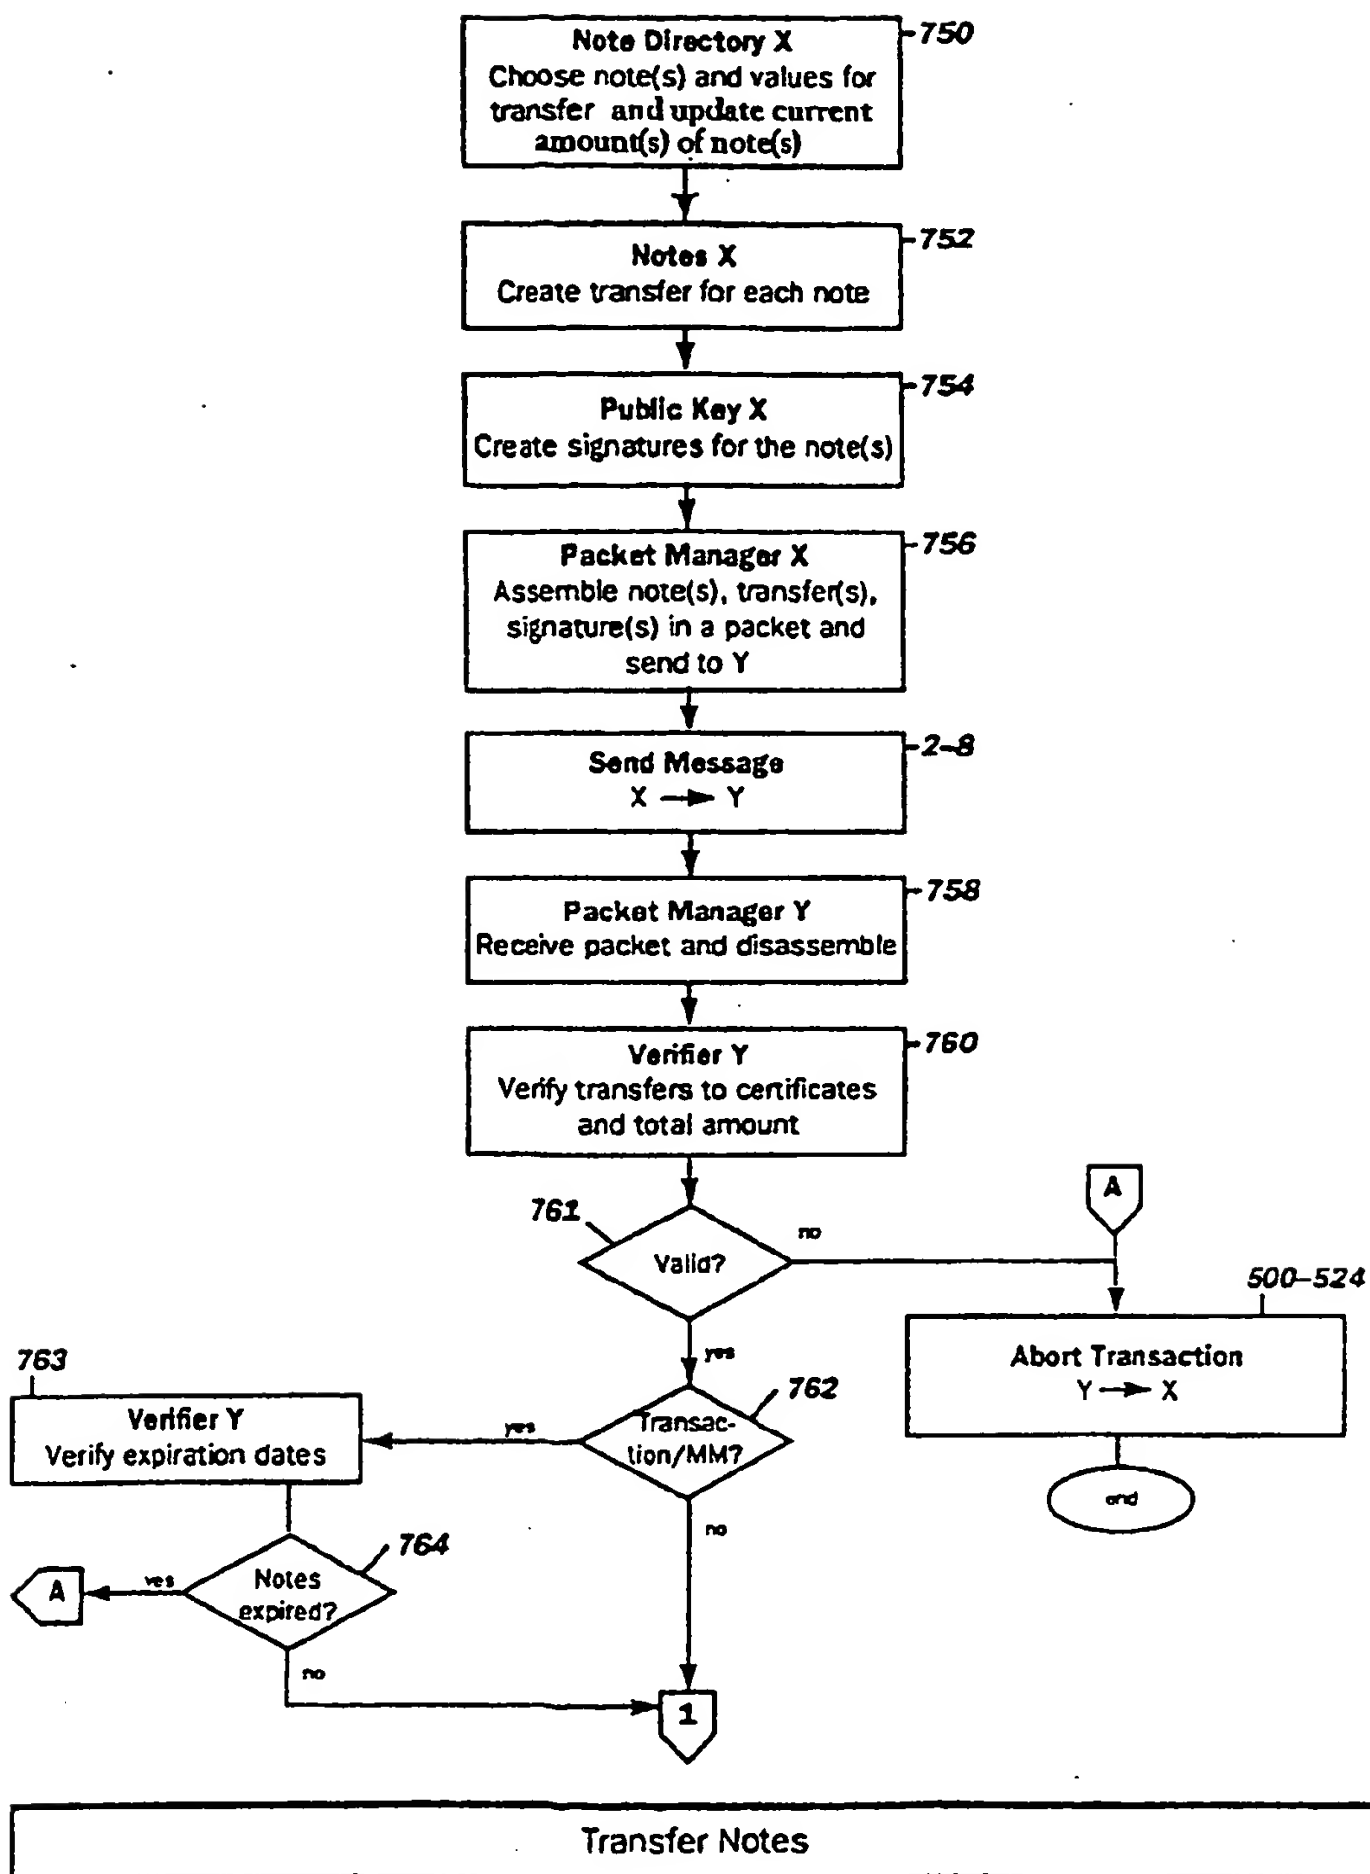 750
Note Directory X
Choose note(s) and values for
transfer and update current
amount(s) of note(s)
752
Notes X
Create transfer for each note
754
Public Key X
Create signatures for the note(s)
756
Packet Manager X
Assemble note(s), transfer(s),
signature(s) in a packet and
send to Y
2-8
Send Message
X → Y
758
Packet Manager Y
Receive packet and disassemble
760
Verifier Y
Verify transfers to certificates
and total amount
A
761
Valid?
no
yes
500-524
Abort Transaction
Y → X
end
762
Transac-
tion/MM?
yes
no
763
Verifier Y
Verify expiration dates
764
Notes
expired?
yes
A
no
1
Transfer Notes